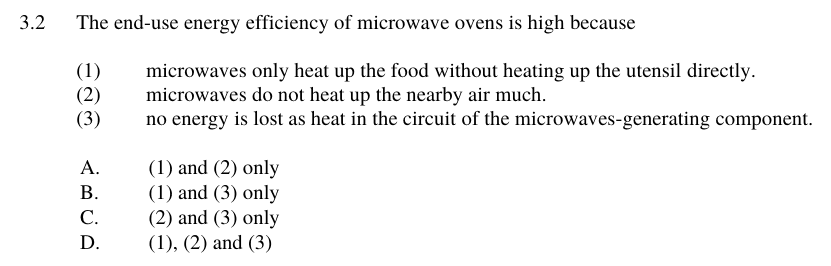 3.2 The end-use energy efficiency of microwave ovens is high because
(1) microwaves only heat up the food without heating up the utensil directly.
(2) microwaves do not heat up the nearby air much.
(3) no energy is lost as heat in the circuit of the microwaves-generating component.
A. (1) and (2) only
B. (1) and (3) only
C. (2) and (3) only
D. (1), (2) and (3)